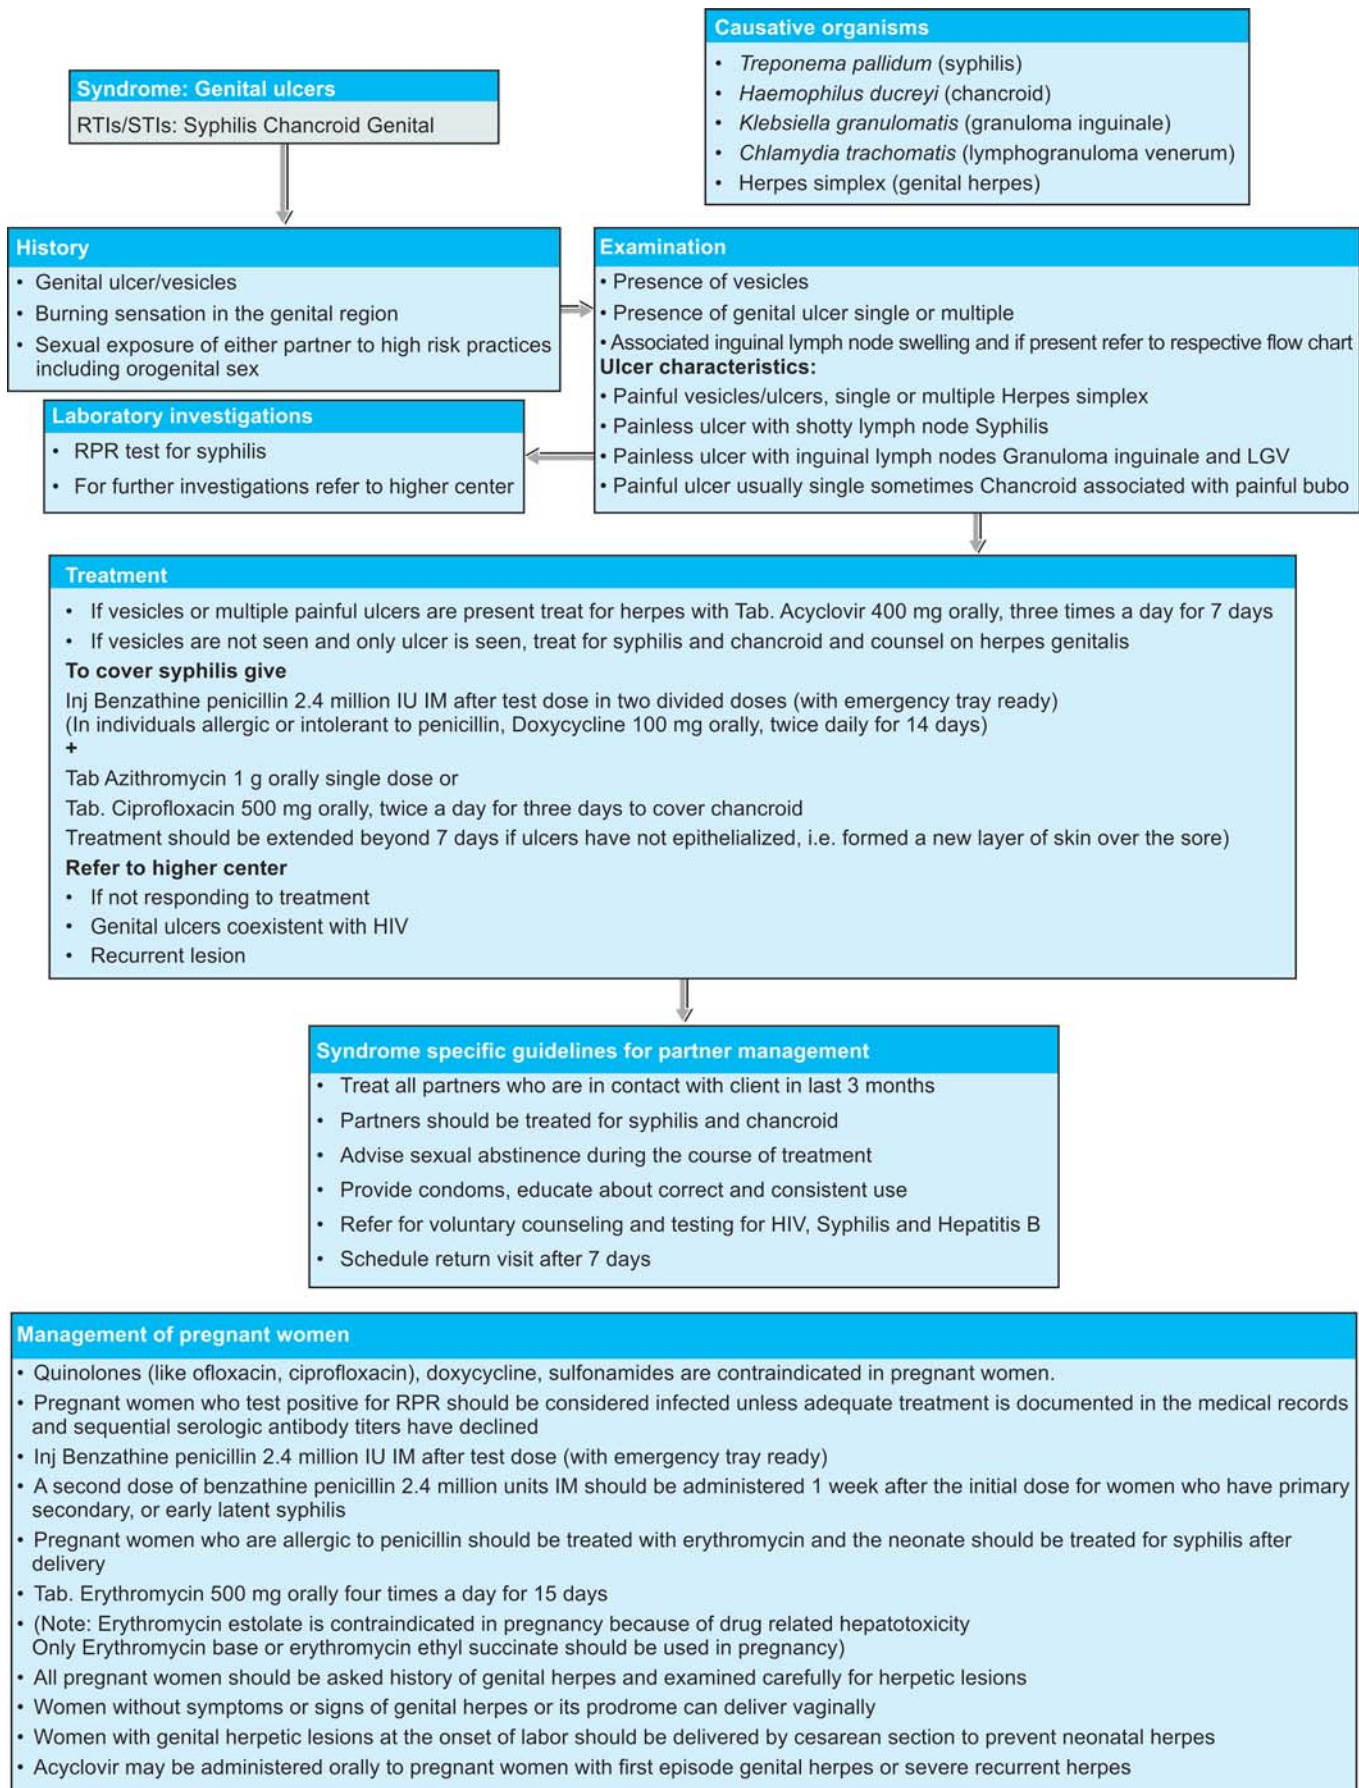 Causative organisms
• Treponema pallidum (syphilis)
• Haemophilus ducreyi (chancroid)
• Klebsiella granulomatis (granuloma inguinale)
• Chlamydia trachomatis (lymphogranuloma venerum)
• Herpes simplex (genital herpes)
Syndrome: Genital ulcers
RTIs/STIs: Syphilis Chancroid Genital
History
• Genital ulcer/vesicles
• Burning sensation in the genital region
• Sexual exposure of either partner to high risk practices
including orogenital sex
Examination
• Presence of vesicles
• Presence of genital ulcer single or multiple
• Associated inguinal lymph node swelling and if present refer to respective flow chart
Ulcer characteristics:
• Painful vesicles/ulcers, single or multiple Herpes simplex
• Painless ulcer with shotty lymph node Syphilis
• Painless ulcer with inguinal lymph nodes Granuloma inguinale and LGV
• Painful ulcer usually single sometimes Chancroid associated with painful bubo
Laboratory investigations
• RPR test for syphilis
• For further investigations refer to higher center
Treatment
• If vesicles or multiple painful ulcers are present treat for herpes with Tab. Acyclovir 400 mg orally, three times a day for 7 days
• If vesicles are not seen and only ulcer is seen, treat for syphilis and chancroid and counsel on herpes genitalis
To cover syphilis give
Inj Benzathine penicillin 2.4 million IU IM after test dose in two divided doses (with emergency tray ready)
(In individuals allergic or intolerant to penicillin, Doxycycline 100 mg orally, twice daily for 14 days)
+
Tab Azithromycin 1 g orally single dose or
Tab. Ciprofloxacin 500 mg orally, twice a day for three days to cover chancroid
Treatment should be extended beyond 7 days if ulcers have not epithelialized, i.e. formed a new layer of skin over the sore)
Refer to higher center
• If not responding to treatment
• Genital ulcers coexistent with HIV
• Recurrent lesion
Syndrome specific guidelines for partner management
• Treat all partners who are in contact with client in last 3 months
• Partners should be treated for syphilis and chancroid
• Advise sexual abstinence during the course of treatment
• Provide condoms, educate about correct and consistent use
• Refer for voluntary counseling and testing for HIV, Syphilis and Hepatitis B
• Schedule return visit after 7 days
Management of pregnant women
• Quinolones (like ofloxacin, ciprofloxacin), doxycycline, sulfonamides are contraindicated in pregnant women.
• Pregnant women who test positive for RPR should be considered infected unless adequate treatment is documented in the medical records
and sequential serologic antibody titers have declined
• Inj Benzathine penicillin 2.4 million IU IM after test dose (with emergency tray ready)
• A second dose of benzathine penicillin 2.4 million units IM should be administered 1 week after the initial dose for women who have primary
secondary, or early latent syphilis
• Pregnant women who are allergic to penicillin should be treated with erythromycin and the neonate should be treated for syphilis after
delivery
• Tab. Erythromycin 500 mg orally four times a day for 15 days
• (Note: Erythromycin estolate is contraindicated in pregnancy because of drug related hepatotoxicity
Only Erythromycin base or erythromycin ethyl succinate should be used in pregnancy)
• All pregnant women should be asked history of genital herpes and examined carefully for herpetic lesions
• Women without symptoms or signs of genital herpes or its prodrome can deliver vaginally
• Women with genital herpetic lesions at the onset of labor should be delivered by cesarean section to prevent neonatal herpes
• Acyclovir may be administered orally to pregnant women with first episode genital herpes or severe recurrent herpes